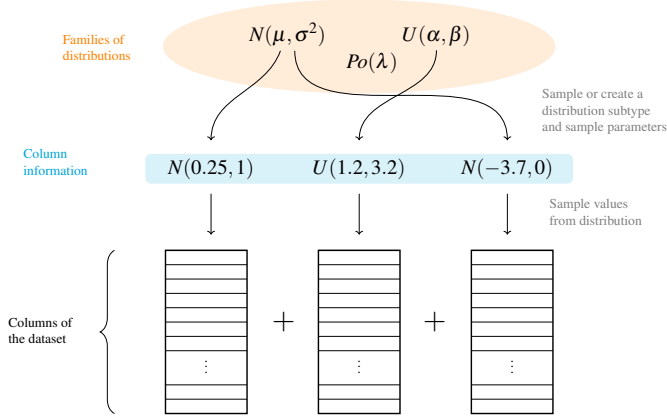 Families of
distributions
N(μ,σ²)
U(α,β)
Po(λ)
Sample or create a
distribution subtype
and sample parameters
Column
information
N(0.25,1)
U(1.2,3.2)
N(−3.7,0)
Sample values
from distribution
Columns of
the dataset
+
+
⋮
⋮
⋮